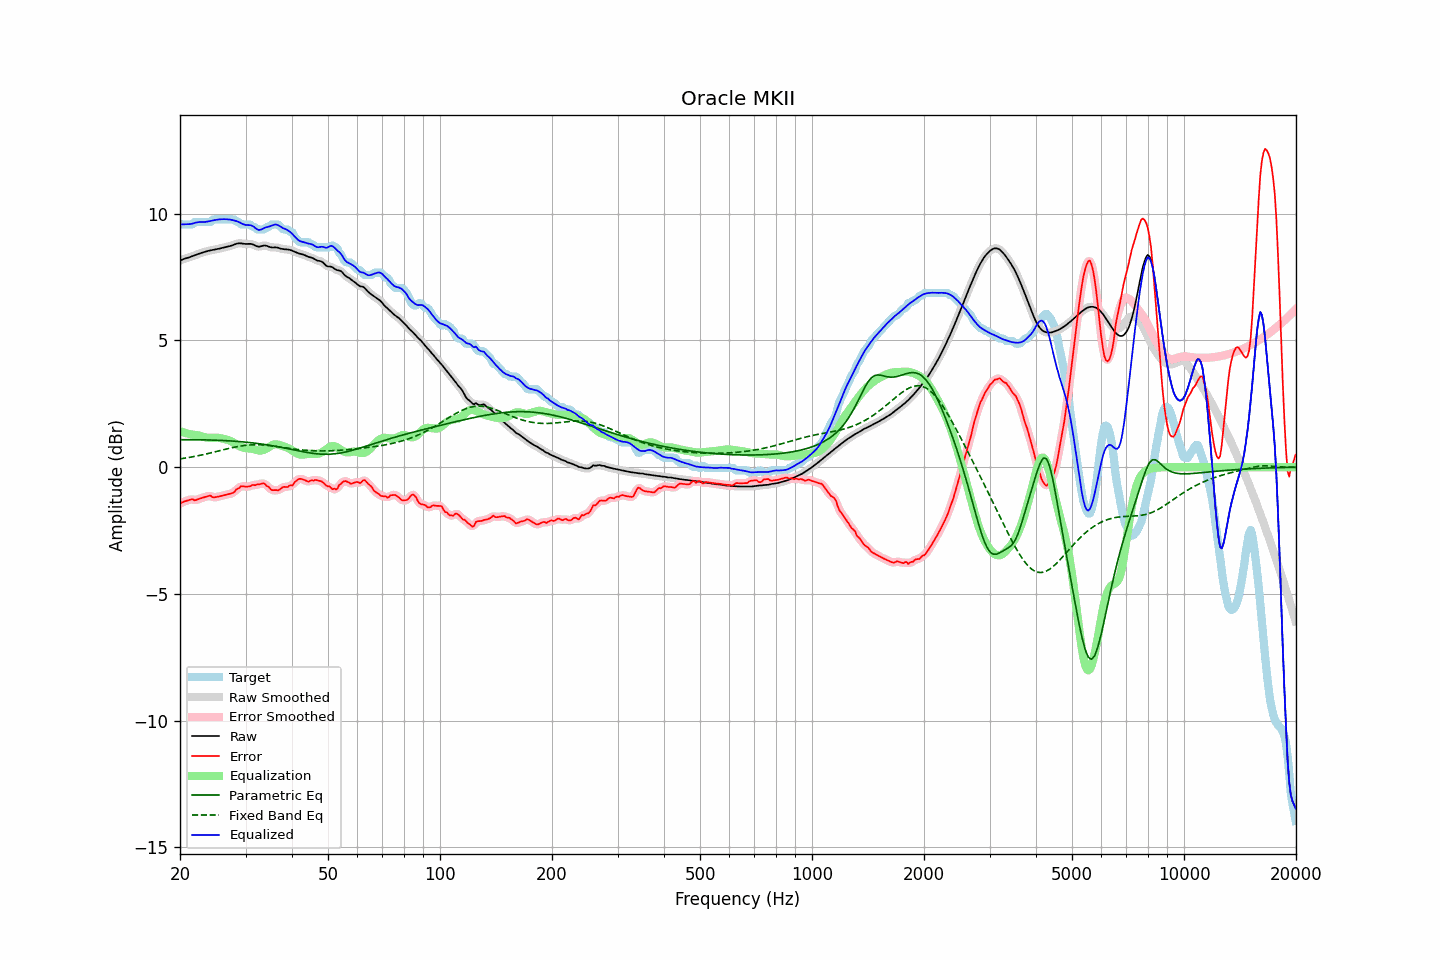 Oracle MKII
Amplitude (dBr)
10
5
0
−5
−10
−15
Target
Raw Smoothed
Error Smoothed
Raw
Error
Equalization
Parametric Eq
Fixed Band Eq
Equalized
20 50 100 200 500 1000 2000 5000 10000 20000
Frequency (Hz)